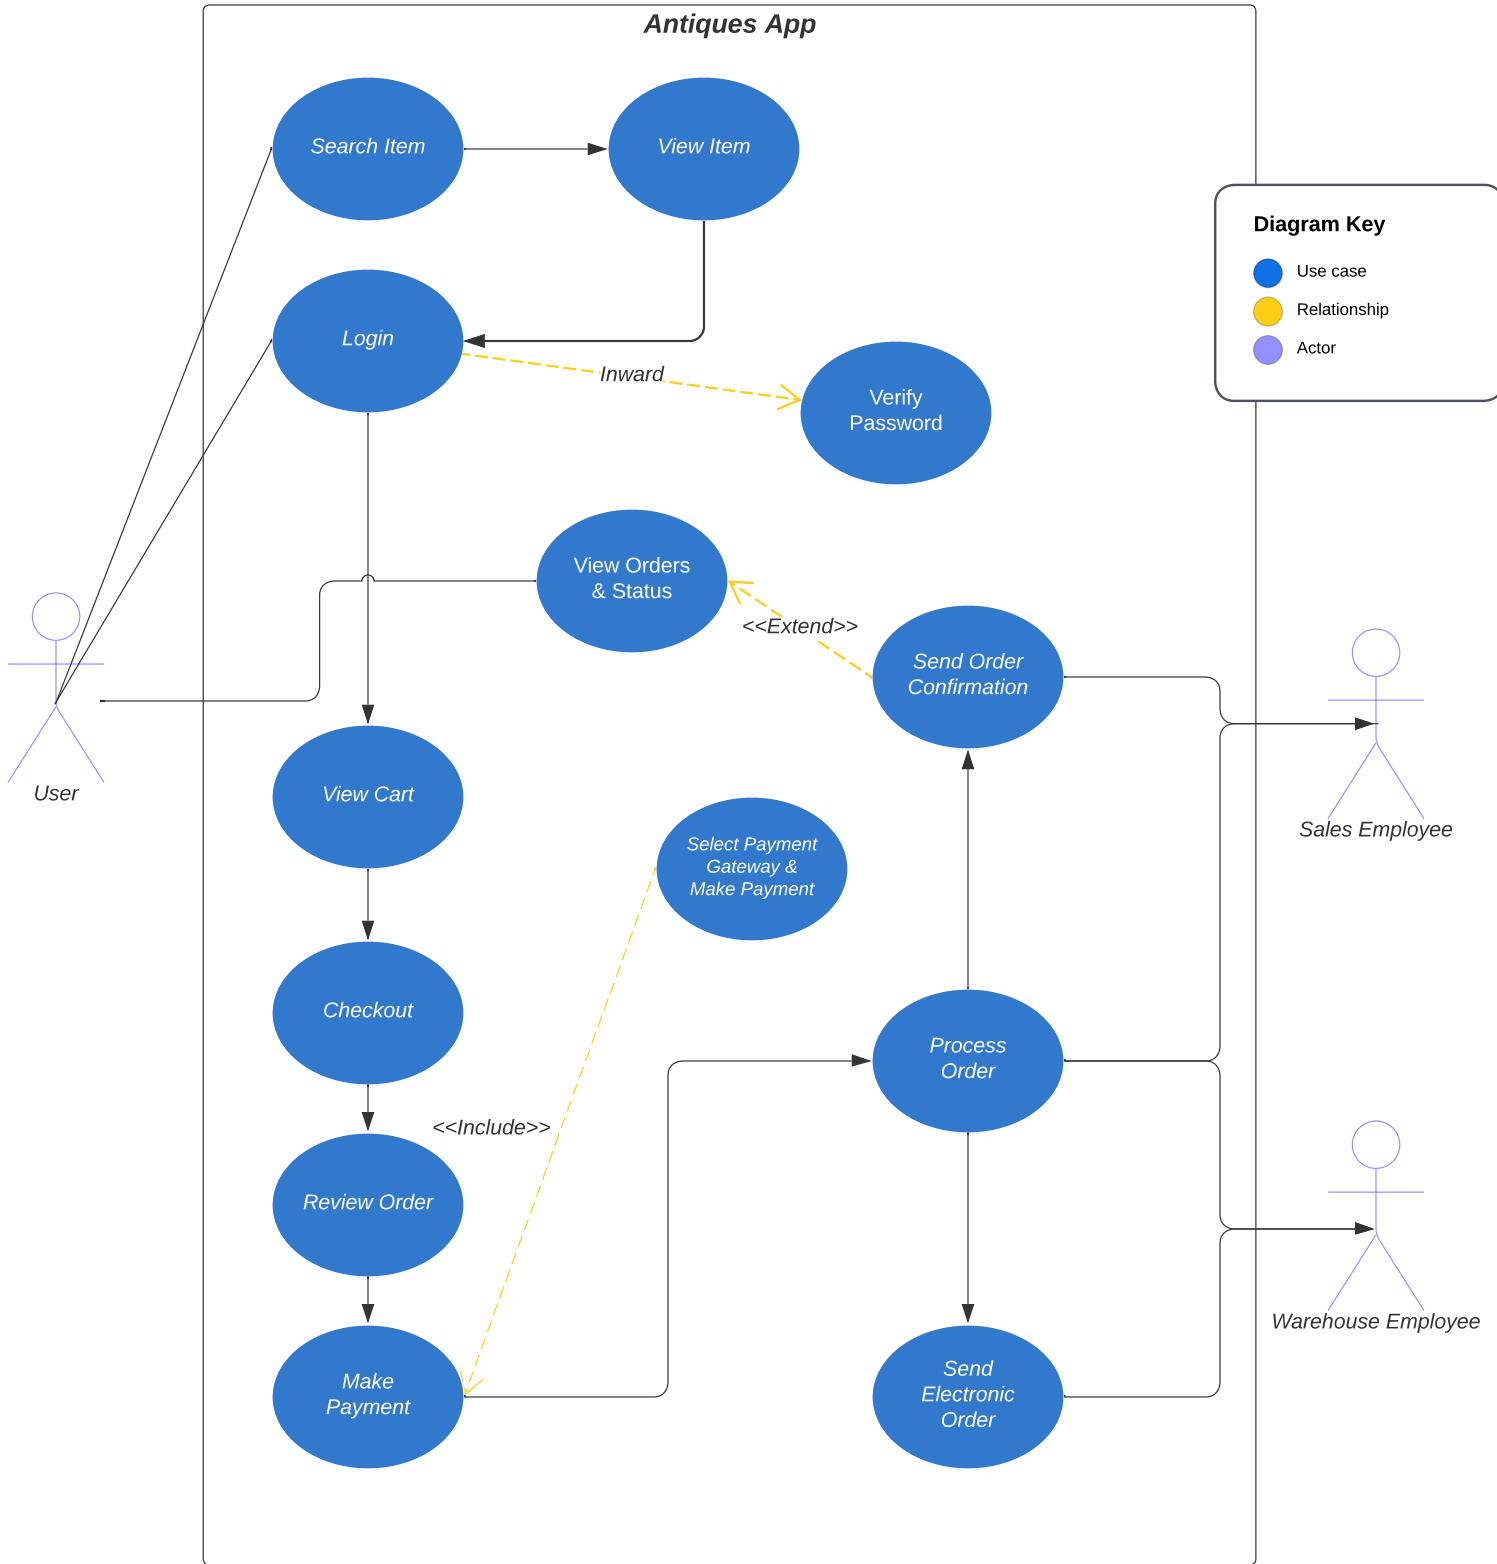 Antiques App
Search Item
View Item
Diagram Key
Use case
Relationship
Actor
Login
Inward
Verify
Password
View Orders
& Status
<<Extend>>
Send Order
Confirmation
User
View Cart
Sales Employee
Select Payment
Gateway &
Make Payment
Checkout
Process
Order
<<Include>>
Review Order
Warehouse Employee
Make
Payment
Send
Electronic
Order